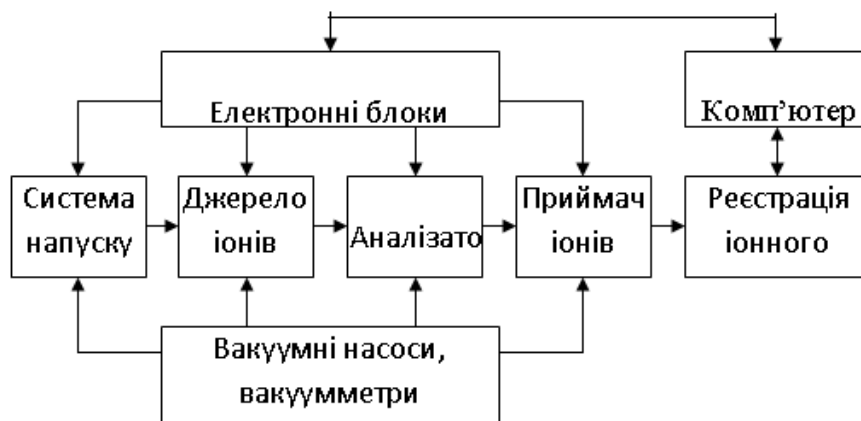 Електронні блоки
Комп’ютер
Система
напуску
Джерело
іонів
Аналізато
Приймач
іонів
Реєстрація
іонного
Вакуумні насоси,
вакуумметри